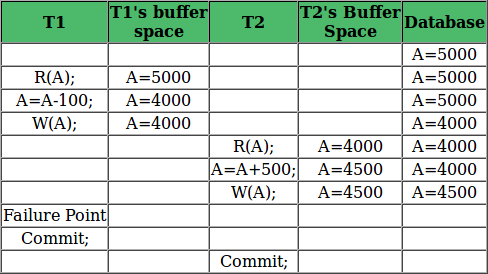 T1 T1's buffer space T2 T2's Buffer Space Database
A=5000
R(A); A=5000 A=5000
A=A-100; A=4000 A=5000
W(A); A=4000 A=4000
R(A); A=4000 A=4000
A=A+500; A=4500 A=4000
W(A); A=4500 A=4500
Failure Point
Commit;
Commit;